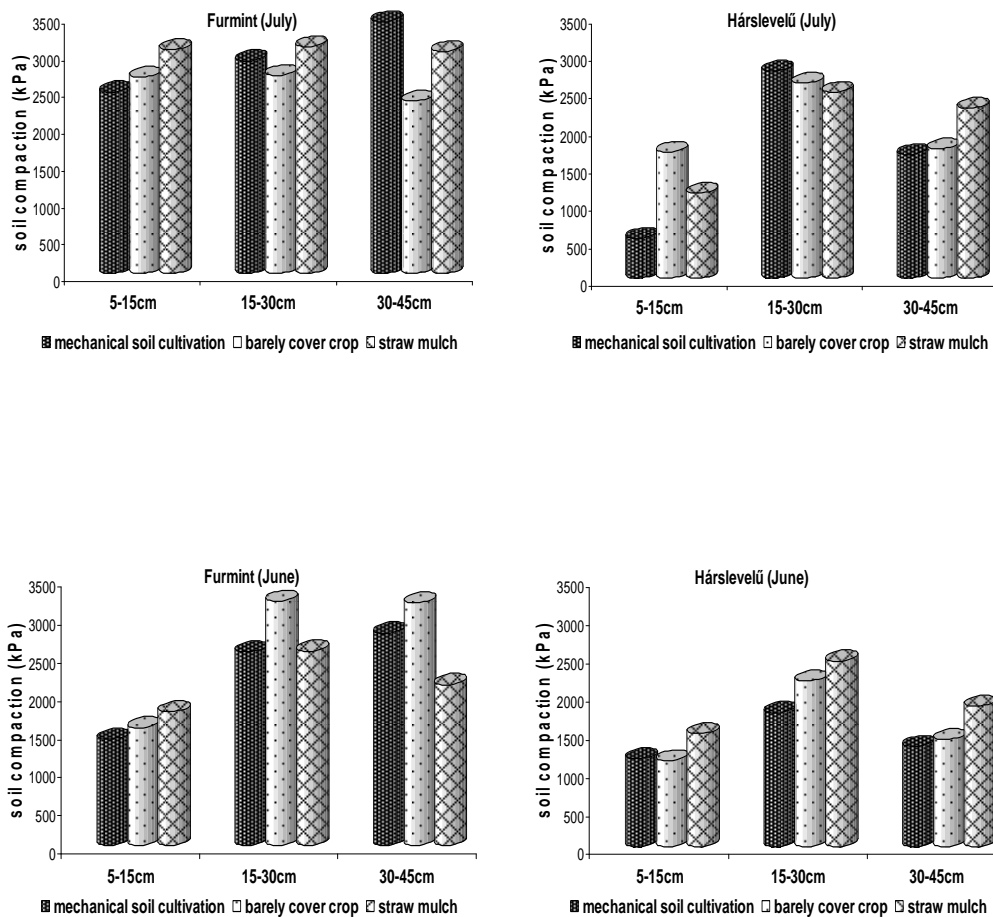 Furmint (July)
soil compaction (kPa)
3500
3000
2500
2000
1500
1000
500
0
5-15cm 15-30cm 30-45cm
mechanical soil cultivation barely cover crop straw mulch
Hárslevelű (July)
soil compaction (kPa)
3500
3000
2500
2000
1500
1000
500
0
5-15cm 15-30cm 30-45cm
mechanical soil cultivation barely cover crop straw mulch
Furmint (June)
soil compaction (kPa)
3500
3000
2500
2000
1500
1000
500
0
5-15cm 15-30cm 30-45cm
mechanical soil cultivation barely cover crop straw mulch
Hárslevelű (June)
soil compaction (kPa)
3500
3000
2500
2000
1500
1000
500
0
5-15cm 15-30cm 30-45cm
mechanical soil cultivation barely cover crop straw mulch